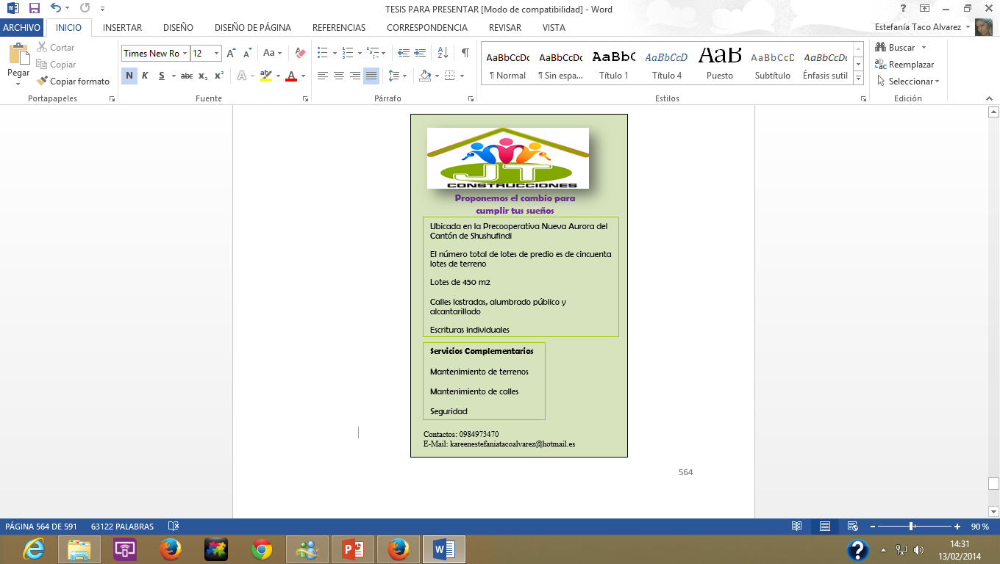 TESIS PARA PRESENTAR [Modo de compatibilidad] - Word
ARCHIVO INICIO INSERTAR DISEÑO DISEÑO DE PÁGINA REFERENCIAS CORRESPONDENCIA REVISAR VISTA Estefanía Taco Alvarez
Pegar
Cortar
Copiar
Copiar formato
Portapapeles
Times New Ro 12
Aa
N K S abc x₂ x² A ab A
Fuente
Párrafo
AaBbCcDc AaBbCcDc AaBbC AaBbCcD AaB AaBbCcD AaBbCcDc
¶ Normal ¶ Sin espa... Título 1 Título 4 Puesto Subtítulo Énfasis sutil
Estilos
Buscar
Reemplazar
Seleccionar
Edición
JT
CONSTRUCCIONES
Proponemos el cambio para
cumplir tus sueños
Ubicada en la Precooperativa Nueva Aurora del
Cantón de Shushufindi
El número total de lotes de predio es de cincuenta
lotes de terreno
Lotes de 450 m2
Calles lastradas, alumbrado público y
alcantarillado
Escrituras individuales
Servicios Complementarios
Mantenimiento de terrenos
Mantenimiento de calles
Seguridad
Contactos: 0984973470
E-Mail: kareenestefaniatacoalvarez@hotmail.es
564
PÁGINA 564 DE 591 63122 PALABRAS 90 %
14:31
13/02/2014